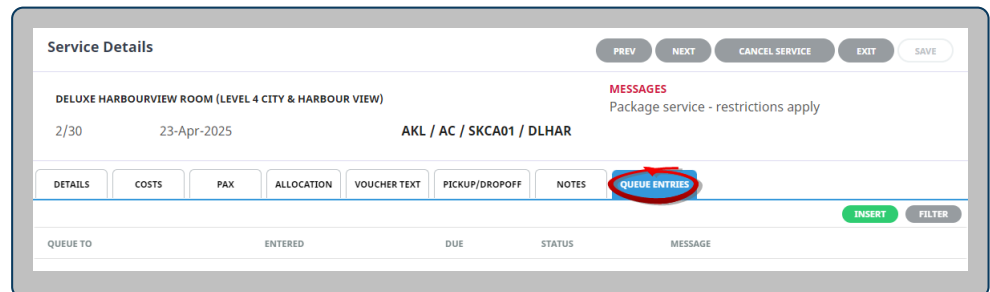 Service Details PREV NEXT CANCEL SERVICE EXIT SAVE
DELUXE HARBOURVIEW ROOM (LEVEL 4 CITY & HARBOUR VIEW)
MESSAGES
Package service - restrictions apply
2/30 23-Apr-2025 AKL / AC / SKCA01 / DLHAR
DETAILS COSTS PAX ALLOCATION VOUCHER TEXT PICKUP/DROPOFF NOTES QUEUE ENTRIES
INSERT FILTER
QUEUE TO ENTERED DUE STATUS MESSAGE